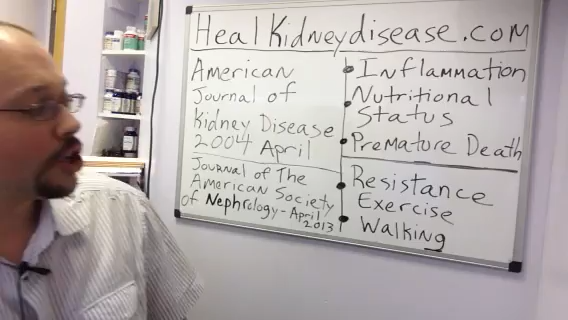 HealKidneydisease.com
American
Journal of
Kidney Disease
2004 April
Journal of The
American Society
of Nephrology - April
2013
Inflammation
Nutritional
Status
Premature Death
Resistance
Exercise
Walking